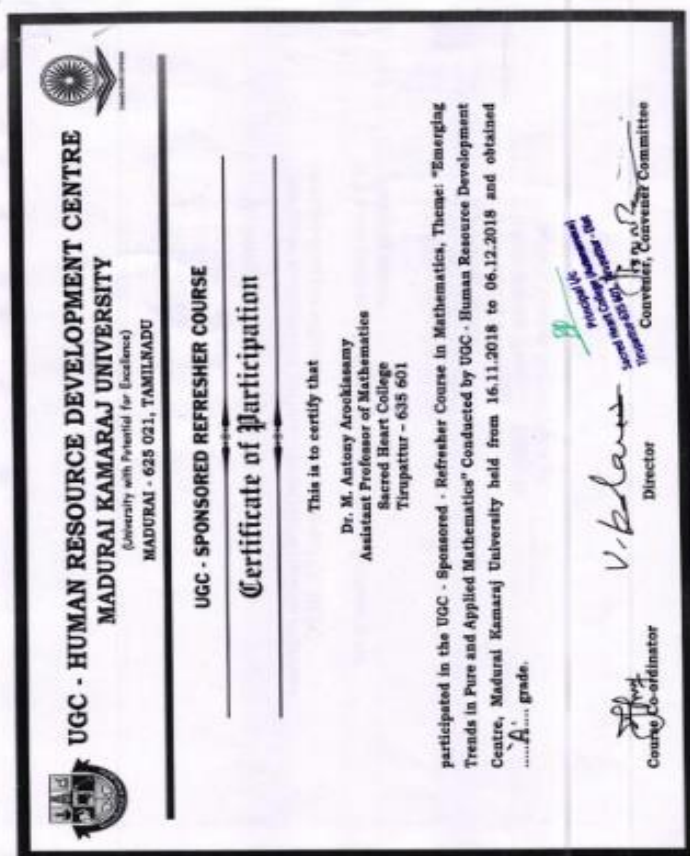 UGC - HUMAN RESOURCE DEVELOPMENT CENTRE
MADURAI KAMARAJ UNIVERSITY
(University with Potential for Excellence)
MADURAI - 625 021, TAMILNADU
UGC - SPONSORED REFRESHER COURSE
Certificate of Participation
This is to certify that
Dr. M. Antony Arockiasamy
Assistant Professor of Mathematics
Sacred Heart College
Tirupattur – 635 601
participated in the UGC - Sponsored - Refresher Course in Mathematics, Theme: "Emerging
Trends in Pure and Applied Mathematics" Conducted by UGC - Human Resource Development
Centre, Madurai Kamaraj University held from 16.11.2018 to 06.12.2018 and obtained
......'A'.... grade.
Principal i/c
Sacred Heart College
Course Co-ordinator
Director
Convener, Convener Committee